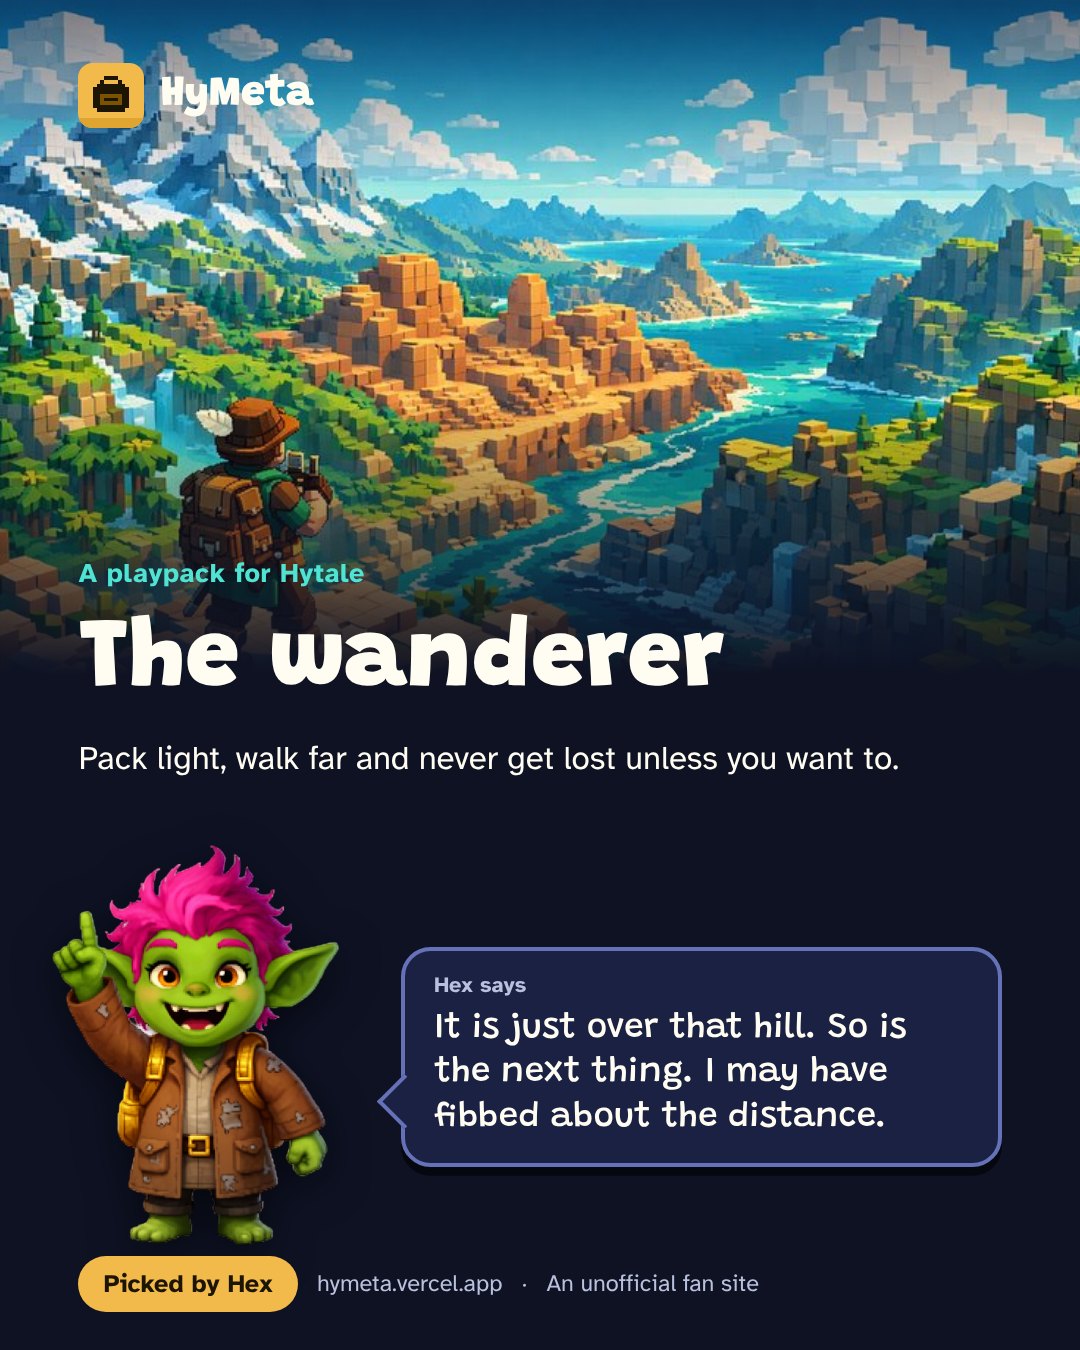 HyMeta
A playpack for Hytale
The wanderer
Pack light, walk far and never get lost unless you want to.
Hex says
It is just over that hill. So is
the next thing. I may have
fibbed about the distance.
Picked by Hex
hymeta.vercel.app · An unofficial fan site